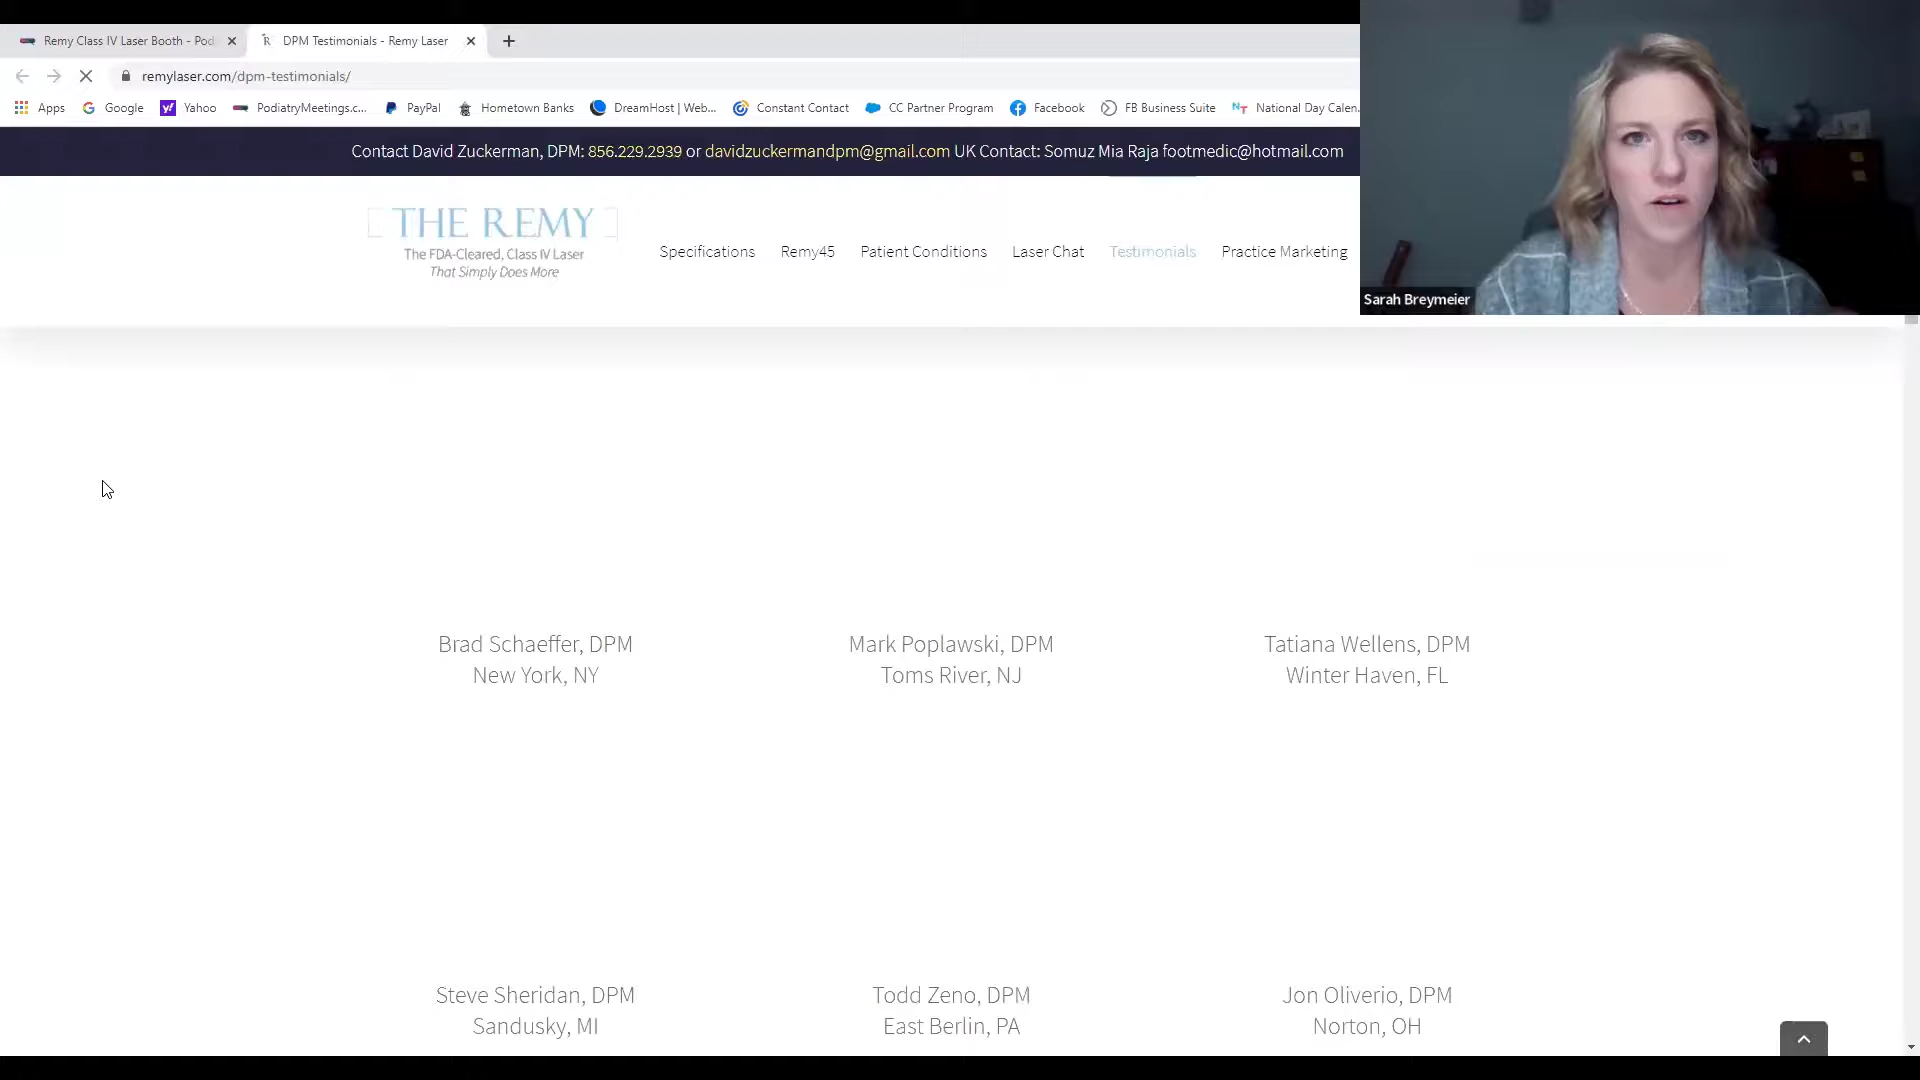 Remy Class IV Laser Booth - Pod
DPM Testimonials - Remy Laser
remylaser.com/dpm-testimonials/
Apps
Google
Yahoo
PodiatryMeetings.c...
PayPal
Hometown Banks
DreamHost | Web...
Constant Contact
CC Partner Program
Facebook
FB Business Suite
National Day Calen...
Contact David Zuckerman, DPM: 856.229.2939 or davidzuckermandpm@gmail.com UK Contact: Somuz Mia Raja footmedic@hotmail.com
THE REMY
The FDA-Cleared, Class IV Laser
That Simply Does More
Specifications
Remy45
Patient Conditions
Laser Chat
Testimonials
Practice Marketing
Sarah Breymeier
Brad Schaeffer, DPM
New York, NY
Mark Poplawski, DPM
Toms River, NJ
Tatiana Wellens, DPM
Winter Haven, FL
Steve Sheridan, DPM
Sandusky, MI
Todd Zeno, DPM
East Berlin, PA
Jon Oliverio, DPM
Norton, OH